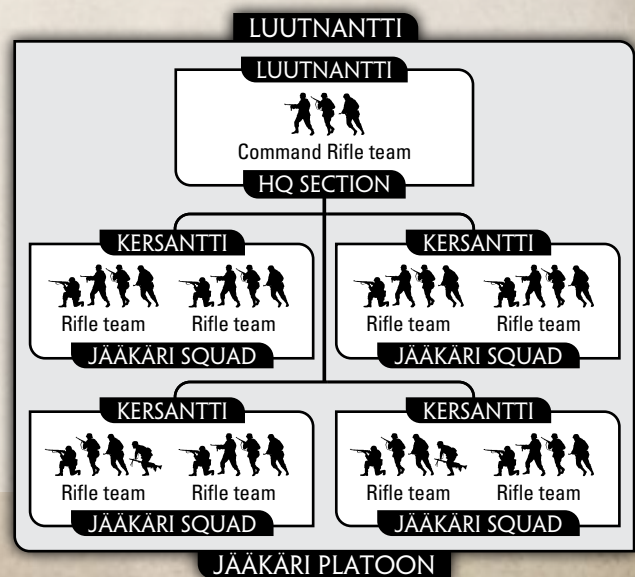 LUUTNANTTI
LUUTNANTTI
Command Rifle team
HQ SECTION
KERSANTTI KERSANTTI
Rifle team Rifle team Rifle team Rifle team
JÄÄKÄRI SQUAD JÄÄKÄRI SQUAD
KERSANTTI KERSANTTI
Rifle team Rifle team Rifle team Rifle team
JÄÄKÄRI SQUAD JÄÄKÄRI SQUAD
JÄÄKÄRI PLATOON